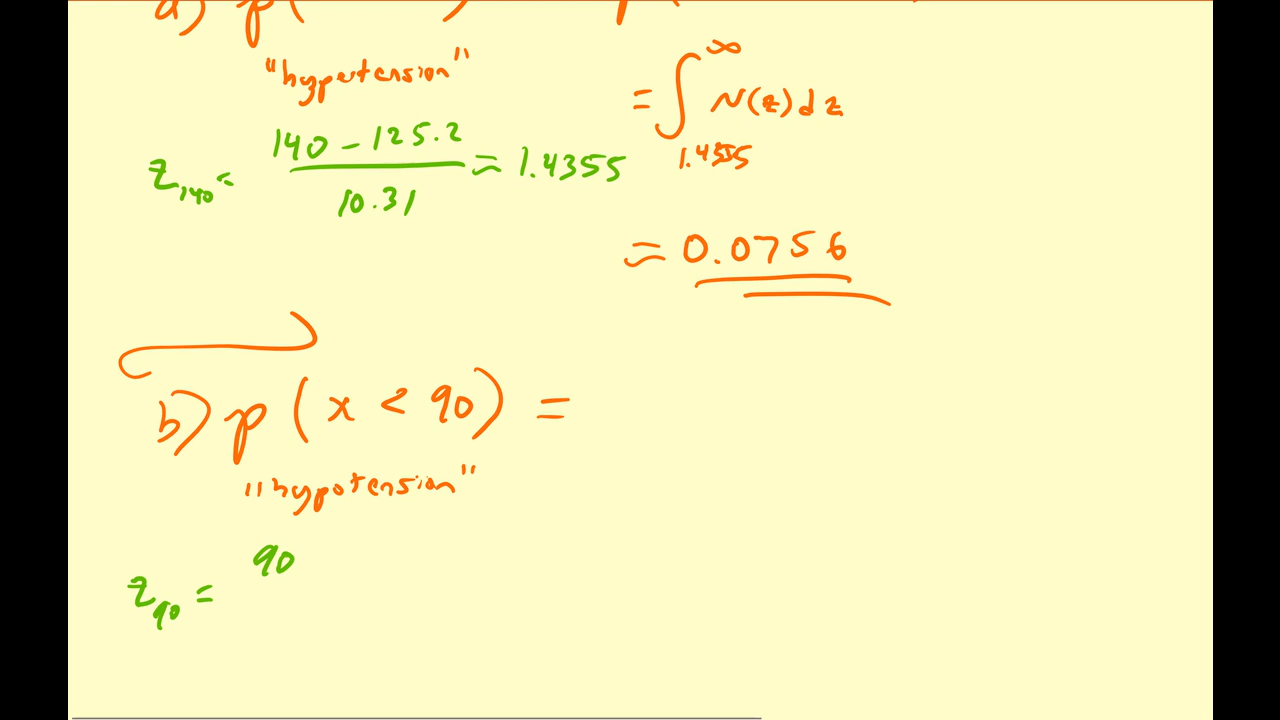 a) p(
"hypertension"
= ∫ ∞ N(z)dz
1.4355
z₁₄₀ = 140 - 125.2 ≈ 1.4355
10.31
≈ 0.0756
b) p(x < 90) =
"hypotension"
z₉₀ = 90